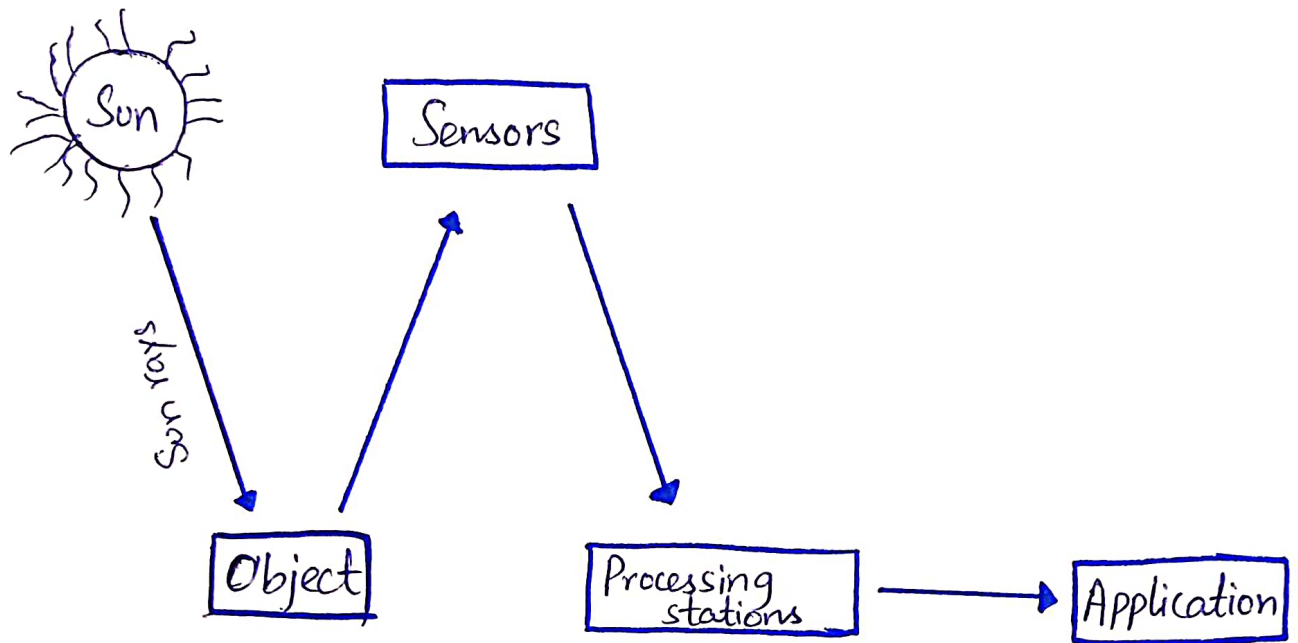 Sun
Sensors
Sun rays
Object
Processing
stations
Application